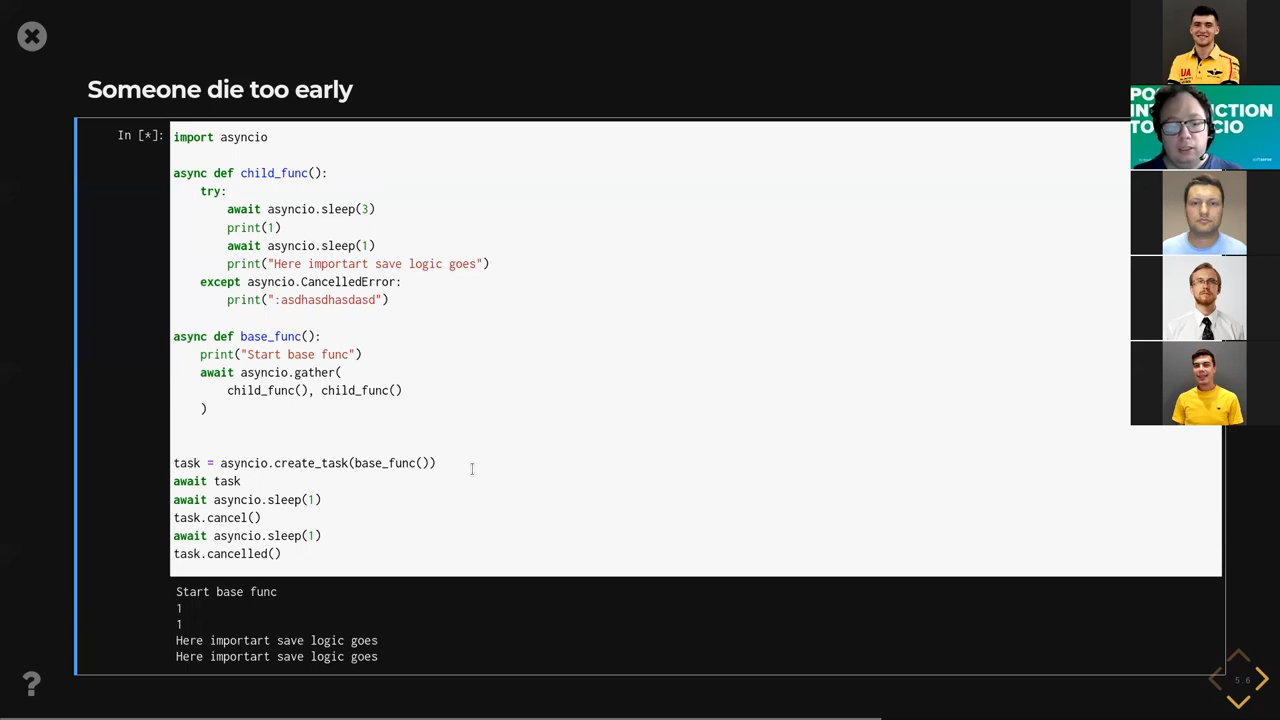 Someone die too early
In [*]:
import asyncio
async def child_func():
    try:
        await asyncio.sleep(3)
        print(1)
        await asyncio.sleep(1)
        print("Here importart save logic goes")
    except asyncio.CancelledError:
        print(":asdhasdhasdasd")
async def base_func():
    print("Start base func")
    await asyncio.gather(
        child_func(), child_func()
    )
task = asyncio.create_task(base_func())
await task
await asyncio.sleep(1)
task.cancel()
await asyncio.sleep(1)
task.cancelled()
Start base func
1
1
Here importart save logic goes
Here importart save logic goes
?
5.6
UA